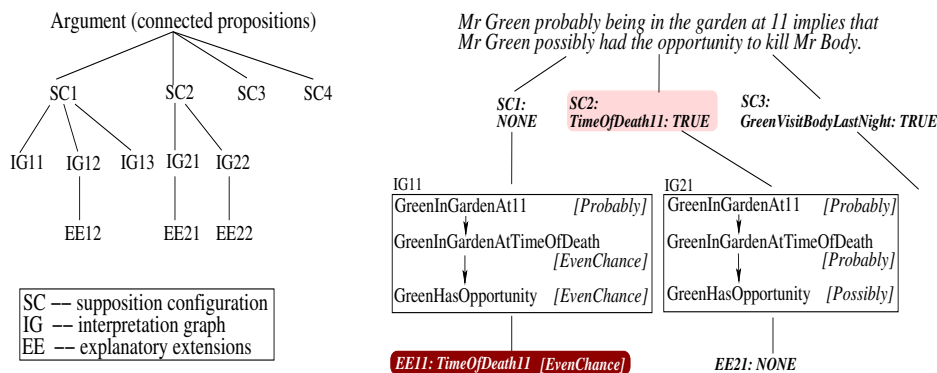 Argument (connected propositions)
SC1
SC2
SC3
SC4
IG11
IG12
IG13
IG21
IG22
EE12
EE21
EE22
SC −− supposition configuration
IG −− interpretation graph
EE −− explanatory extensions
Mr Green probably being in the garden at 11 implies that
Mr Green possibly had the opportunity to kill Mr Body.
SC1:
NONE
SC2:
TimeOfDeath11: TRUE
SC3:
GreenVisitBodyLastNight: TRUE
IG11
GreenInGardenAt11 [Probably]
GreenInGardenAtTimeOfDeath
[EvenChance]
GreenHasOpportunity [EvenChance]
EE11: TimeOfDeath11 [EvenChance]
IG21
GreenInGardenAt11 [Probably]
GreenInGardenAtTimeOfDeath
[Probably]
GreenHasOpportunity [Possibly]
EE21: NONE